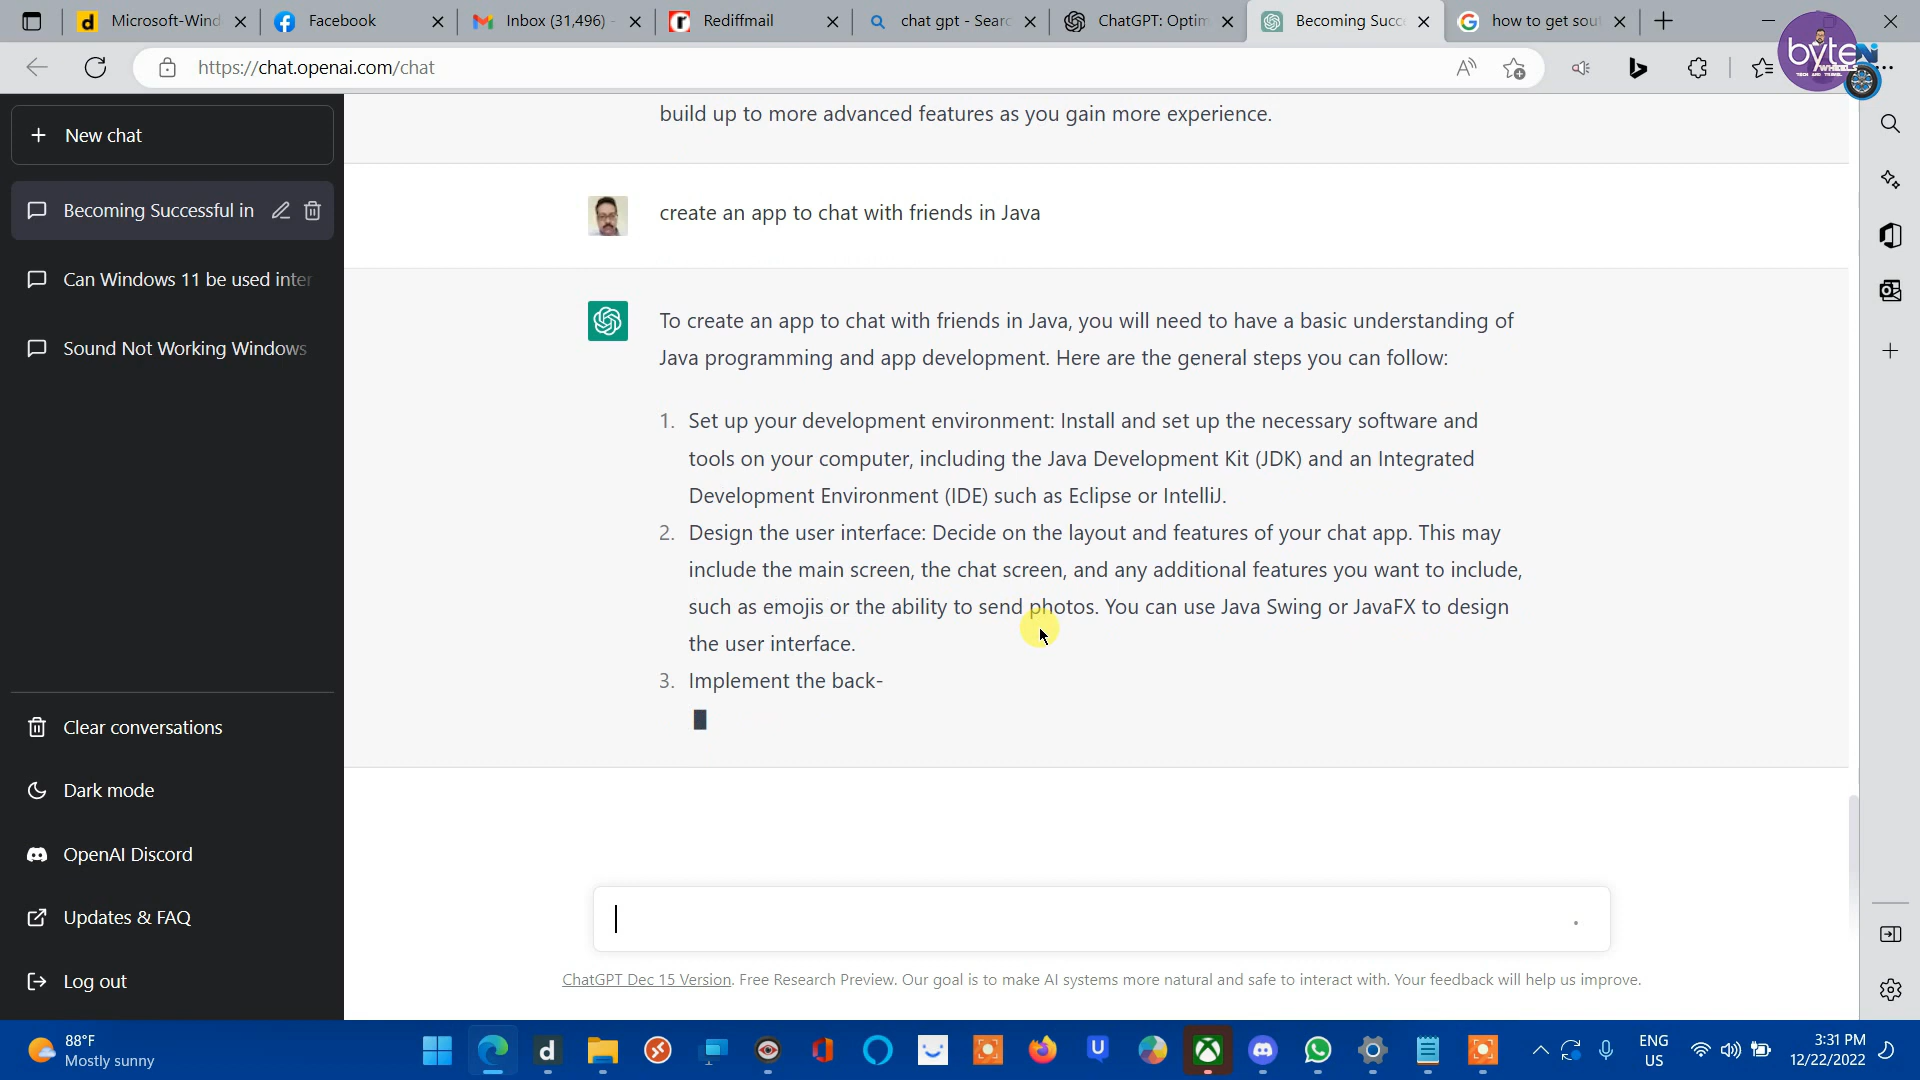 Microsoft-Wind
Facebook
Inbox (31,496) -
Rediffmail
chat gpt - Searc
ChatGPT: Optim
Becoming Succe
how to get sou
https://chat.openai.com/chat
byte
WHEELS
TECH AND TRAVEL
New chat
Becoming Successful in
Can Windows 11 be used inter
Sound Not Working Windows
build up to more advanced features as you gain more experience.
create an app to chat with friends in Java
To create an app to chat with friends in Java, you will need to have a basic understanding of
Java programming and app development. Here are the general steps you can follow:
1. Set up your development environment: Install and set up the necessary software and
tools on your computer, including the Java Development Kit (JDK) and an Integrated
Development Environment (IDE) such as Eclipse or IntelliJ.
2. Design the user interface: Decide on the layout and features of your chat app. This may
include the main screen, the chat screen, and any additional features you want to include,
such as emojis or the ability to send photos. You can use Java Swing or JavaFX to design
the user interface.
3. Implement the back-
Clear conversations
Dark mode
OpenAI Discord
Updates & FAQ
Log out
ChatGPT Dec 15 Version. Free Research Preview. Our goal is to make AI systems more natural and safe to interact with. Your feedback will help us improve.
88°F
Mostly sunny
ENG
US
3:31 PM
12/22/2022